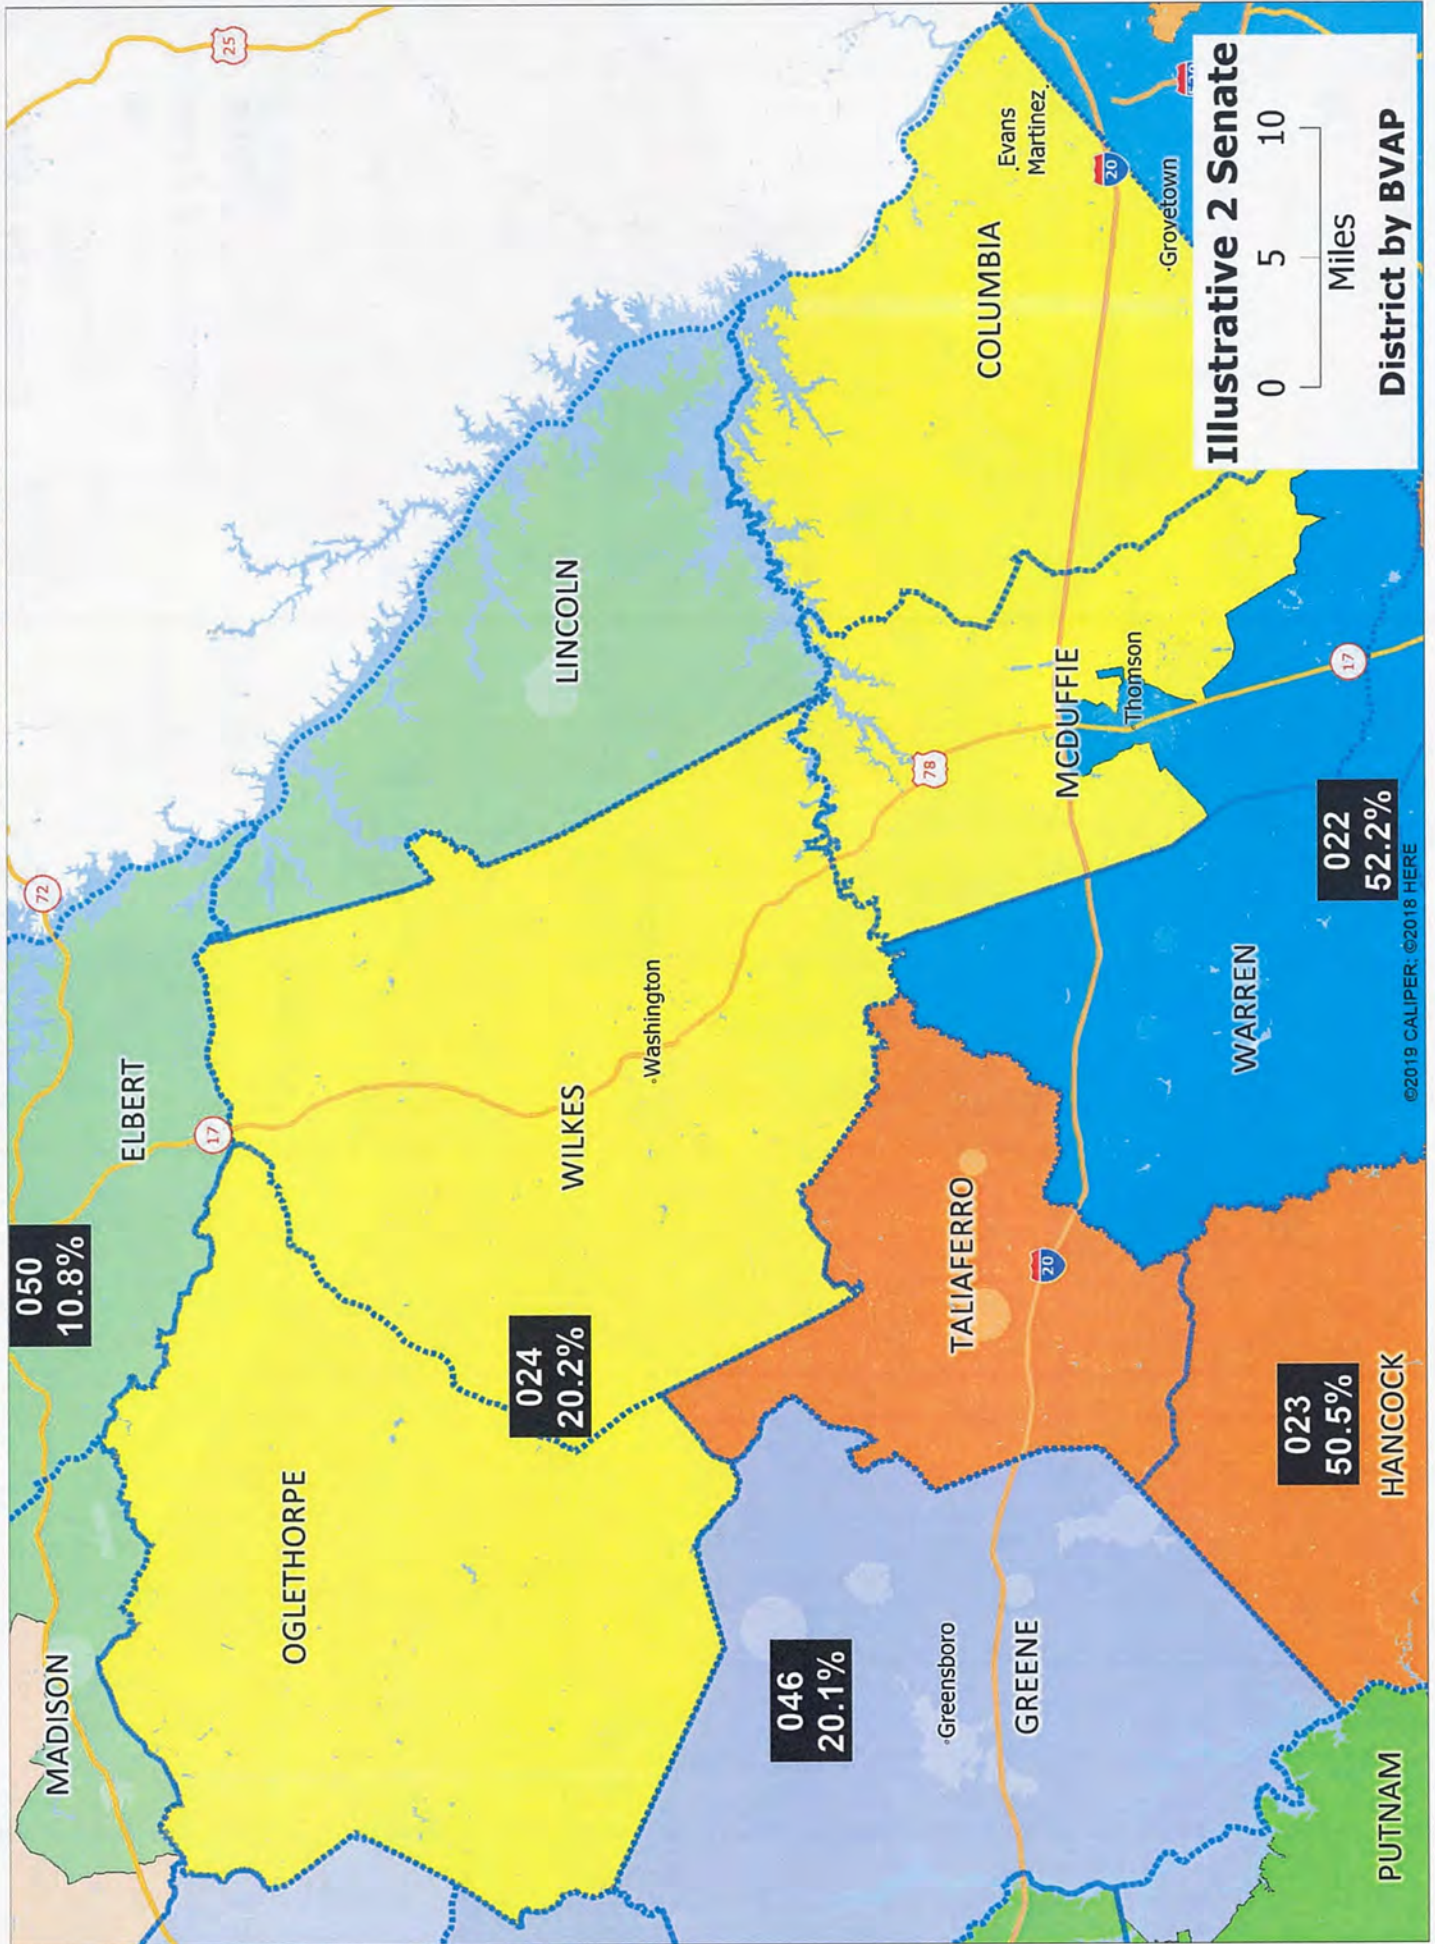 25
72
050
10.8%
MADISON
ELBERT
17
OGLETHORPE
LINCOLN
024
20.2%
WILKES
Washington
046
20.1%
Greensboro
GREENE
TALIAFERRO
20
78
MCDUFFIE
Thomson
COLUMBIA
Evans
Martinez
20
Grovetown
17
WARREN
022
52.2%
023
50.5%
HANCOCK
PUTNAM
Illustrative 2 Senate
0 5 10
Miles
District by BVAP
©2019 CALIPER; ©2018 HERE